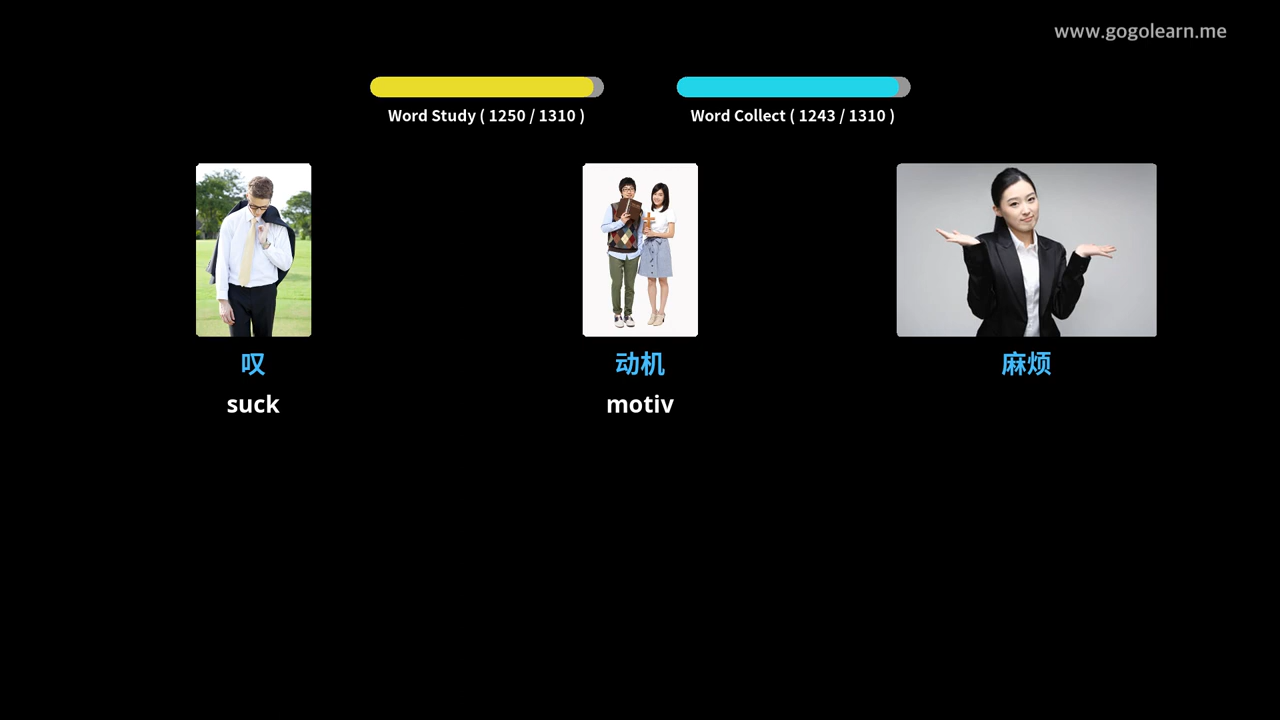 www.gogolearn.me
Word Study ( 1250 / 1310 )
Word Collect ( 1243 / 1310 )
叹
动机
麻烦
suck
motiv